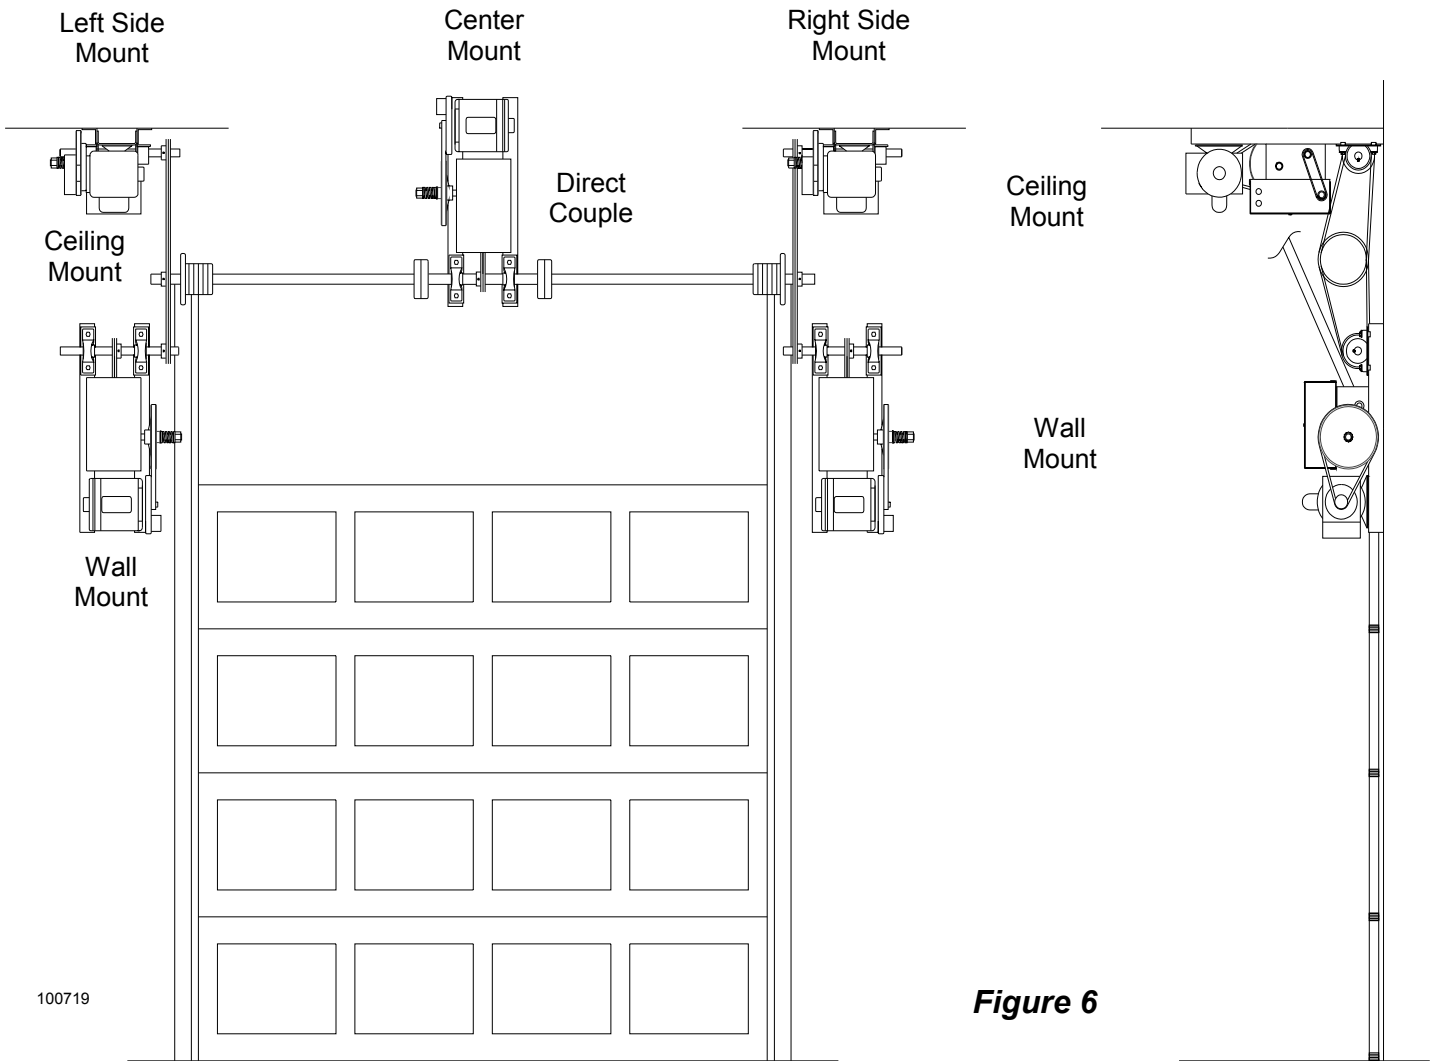 Left Side
Mount
Center
Mount
Right Side
Mount
Direct
Couple
Ceiling
Mount
Ceiling
Mount
Wall
Mount
Wall
Mount
100719
Figure 6